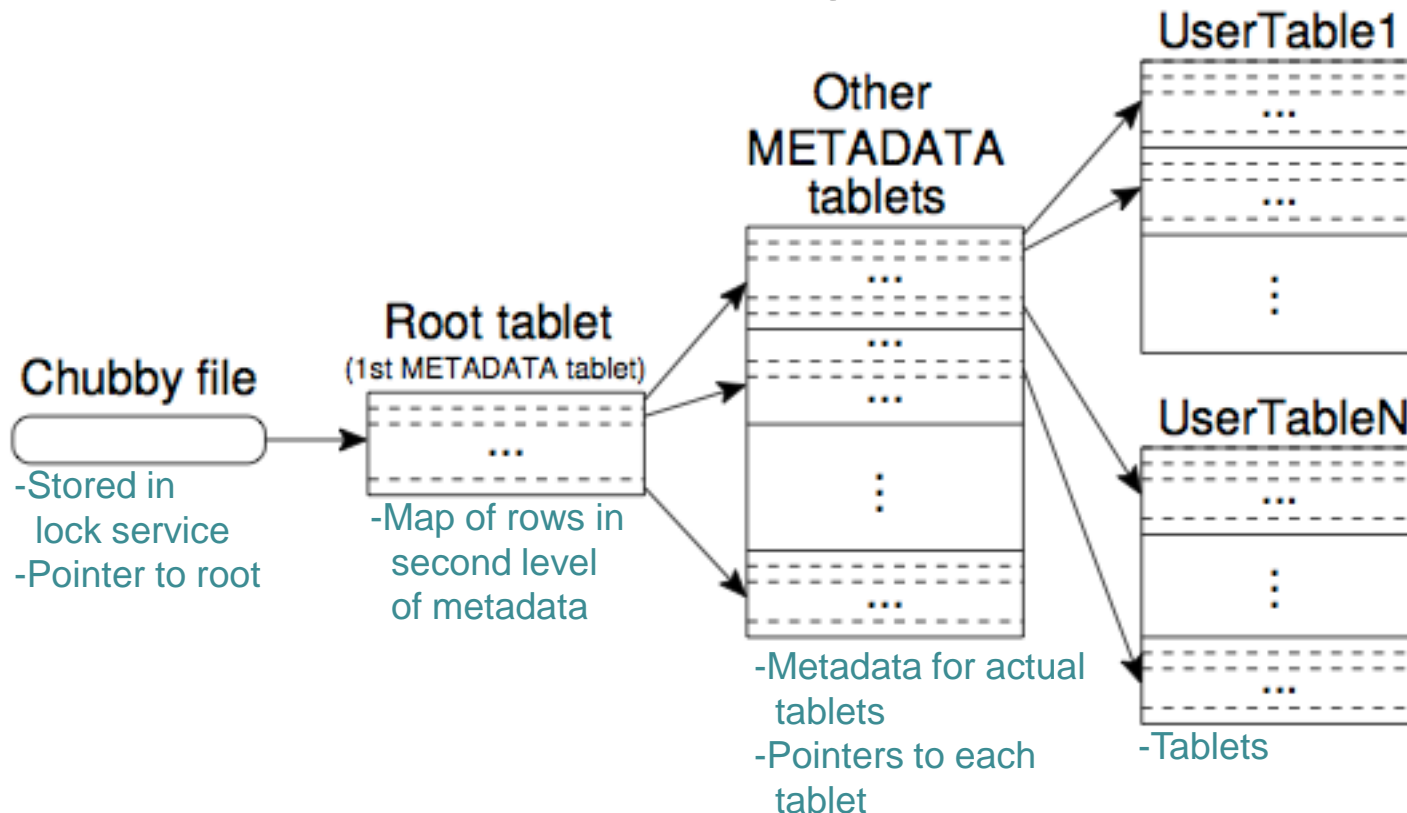 Chubby file
-Stored in
lock service
-Pointer to root
Root tablet
(1st METADATA tablet)
...
-Map of rows in
second level
of metadata
Other
METADATA
tablets
...
...
...
...
...
-Metadata for actual
tablets
-Pointers to each
tablet
UserTable1
...
...
...
UserTableN
...
...
...
-Tablets